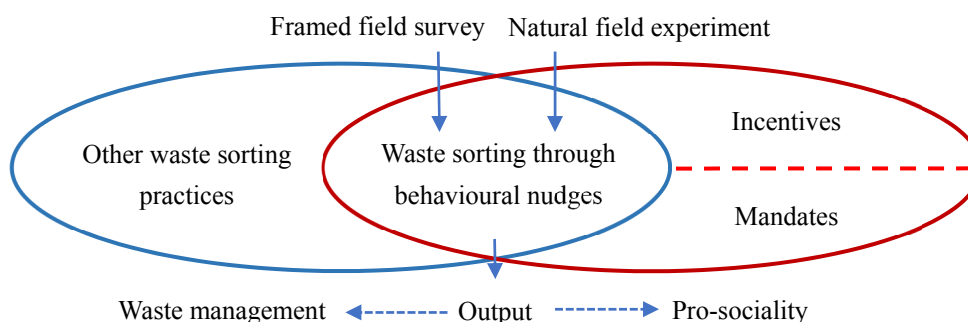 Framed field survey
Natural field experiment
Incentives
Other waste sorting
practices
Waste sorting through
behavioural nudges
Mandates
Waste management
Output
Pro-sociality